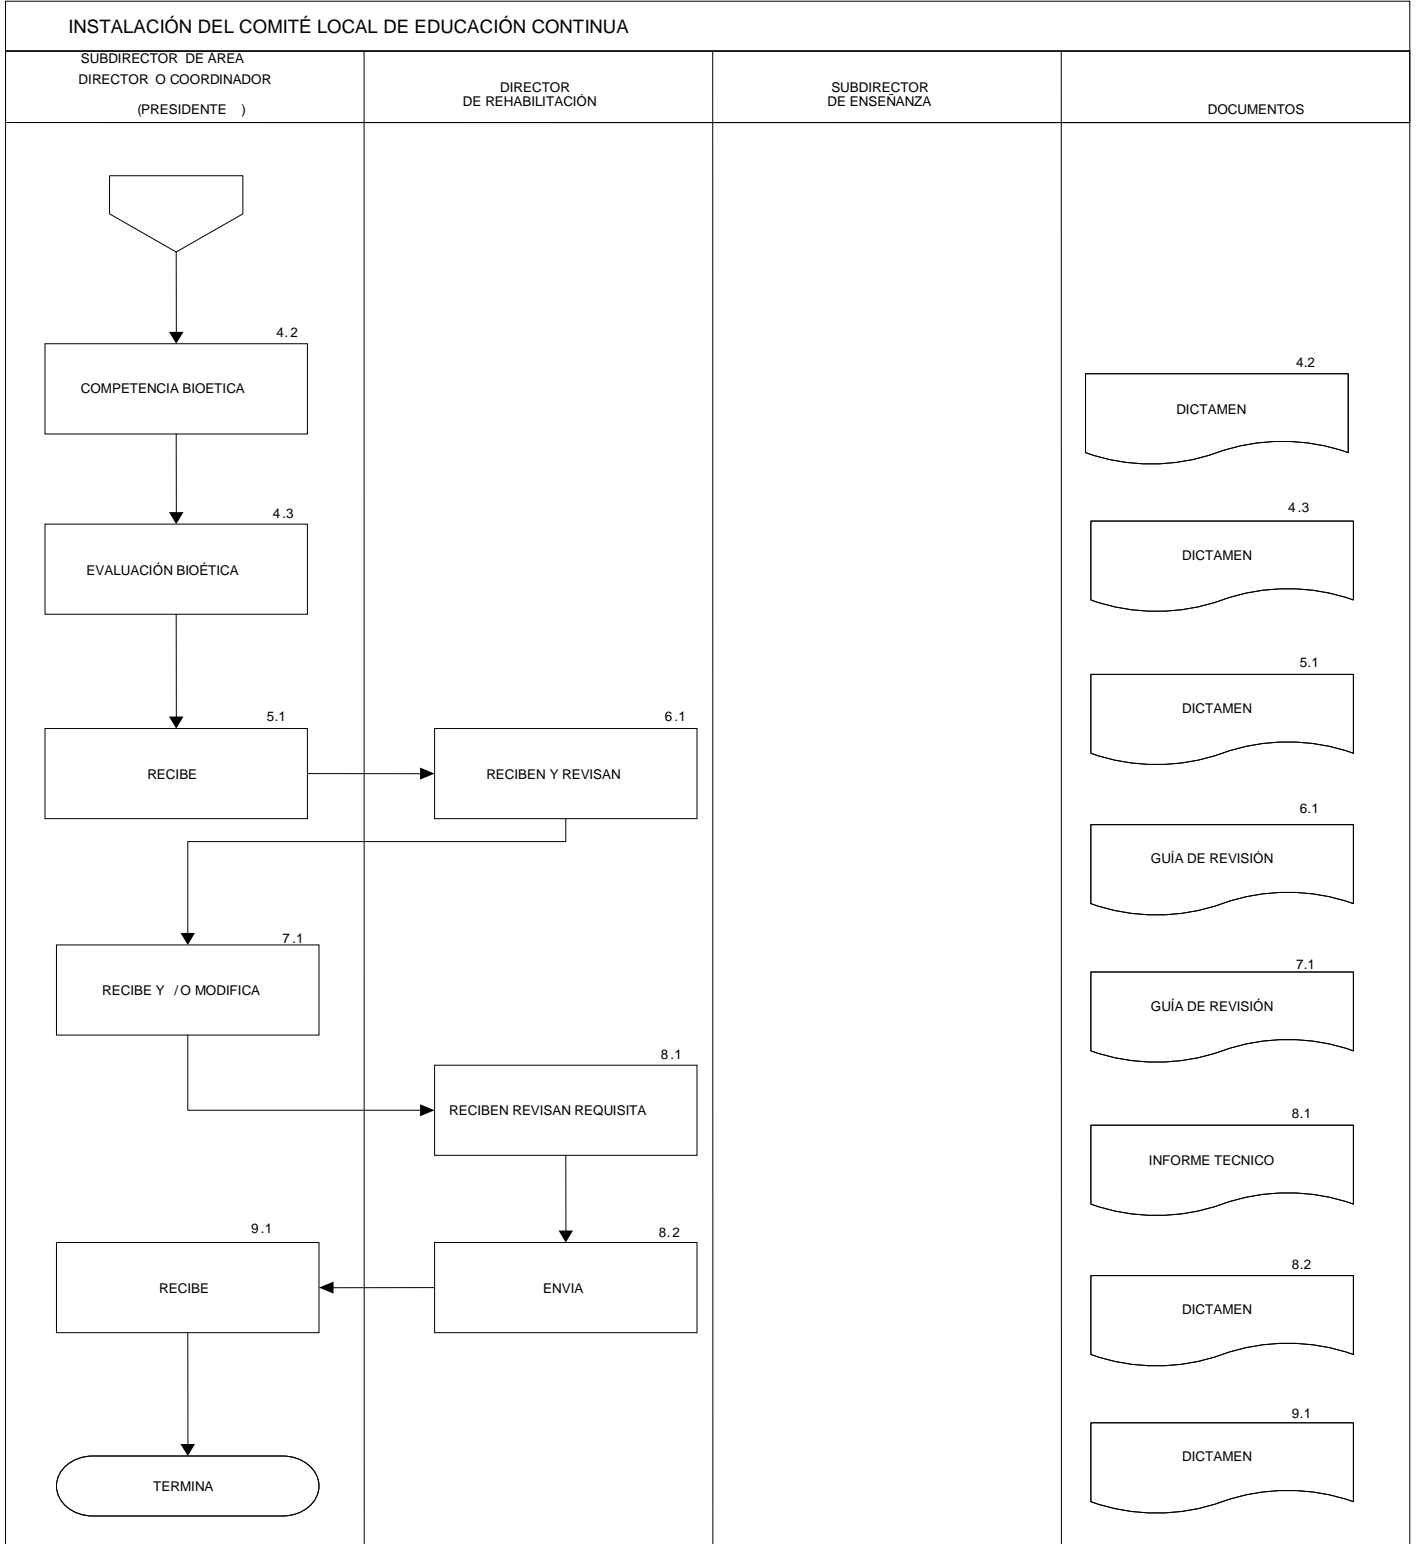 INSTALACIÓN DEL COMITÉ LOCAL DE EDUCACIÓN CONTINUA
SUBDIRECTOR DE ÁREA
DIRECTOR O COORDINADOR
(PRESIDENTE )
DIRECTOR
DE REHABILITACIÓN
SUBDIRECTOR
DE ENSEÑANZA
DOCUMENTOS
4.2
COMPETENCIA BIOETICA
4.2
DICTAMEN
4.3
EVALUACIÓN BIOÉTICA
4.3
DICTAMEN
5.1
RECIBE
6.1
RECIBEN Y REVISAN
5.1
DICTAMEN
6.1
GUÍA DE REVISIÓN
7.1
RECIBE Y /O MODIFICA
7.1
GUÍA DE REVISIÓN
8.1
RECIBEN REVISAN REQUISITA
8.1
INFORME TECNICO
9.1
RECIBE
8.2
ENVIA
8.2
DICTAMEN
9.1
DICTAMEN
TERMINA